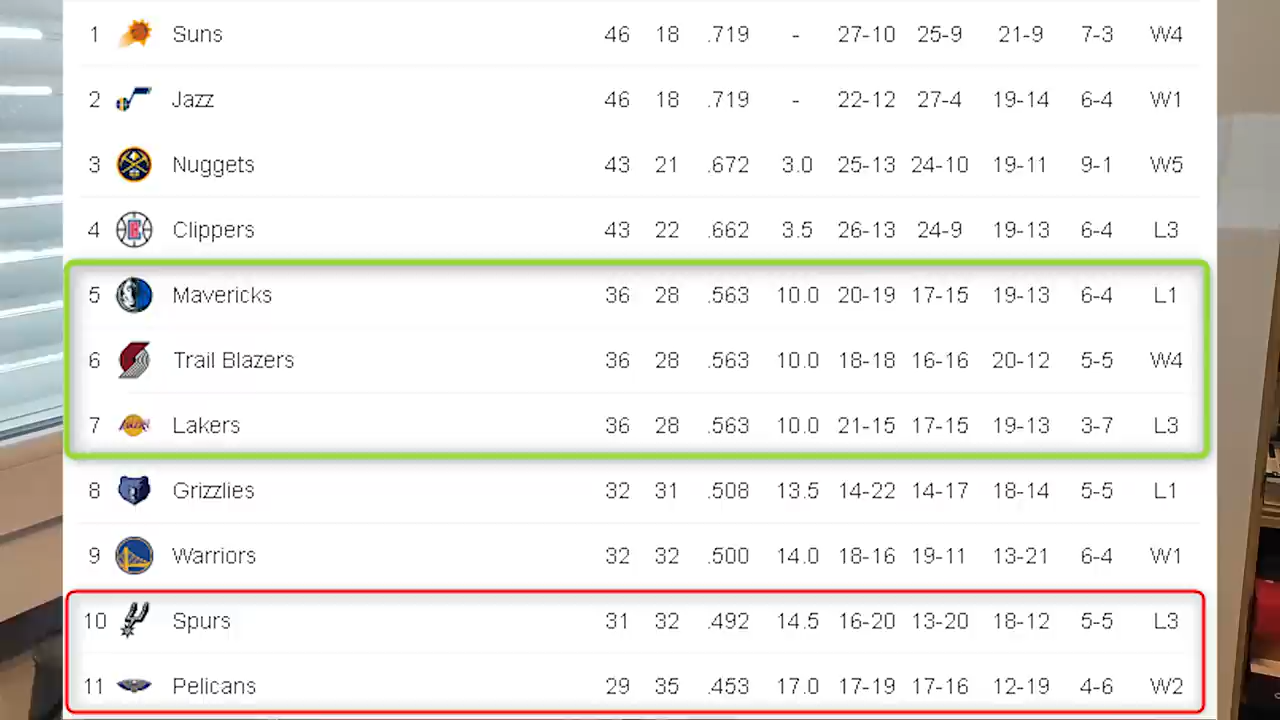 1 Suns 46 18 .719 - 27-10 25-9 21-9 7-3 W4
2 Jazz 46 18 .719 - 22-12 27-4 19-14 6-4 W1
3 Nuggets 43 21 .672 3.0 25-13 24-10 19-11 9-1 W5
4 Clippers 43 22 .662 3.5 26-13 24-9 19-13 6-4 L3
5 Mavericks 36 28 .563 10.0 20-19 17-15 19-13 6-4 L1
6 Trail Blazers 36 28 .563 10.0 18-18 16-16 20-12 5-5 W4
7 Lakers 36 28 .563 10.0 21-15 17-15 19-13 3-7 L3
8 Grizzlies 32 31 .508 13.5 14-22 14-17 18-14 5-5 L1
9 Warriors 32 32 .500 14.0 18-16 19-11 13-21 6-4 W1
10 Spurs 31 32 .492 14.5 16-20 13-20 18-12 5-5 L3
11 Pelicans 29 35 .453 17.0 17-19 17-16 12-19 4-6 W2